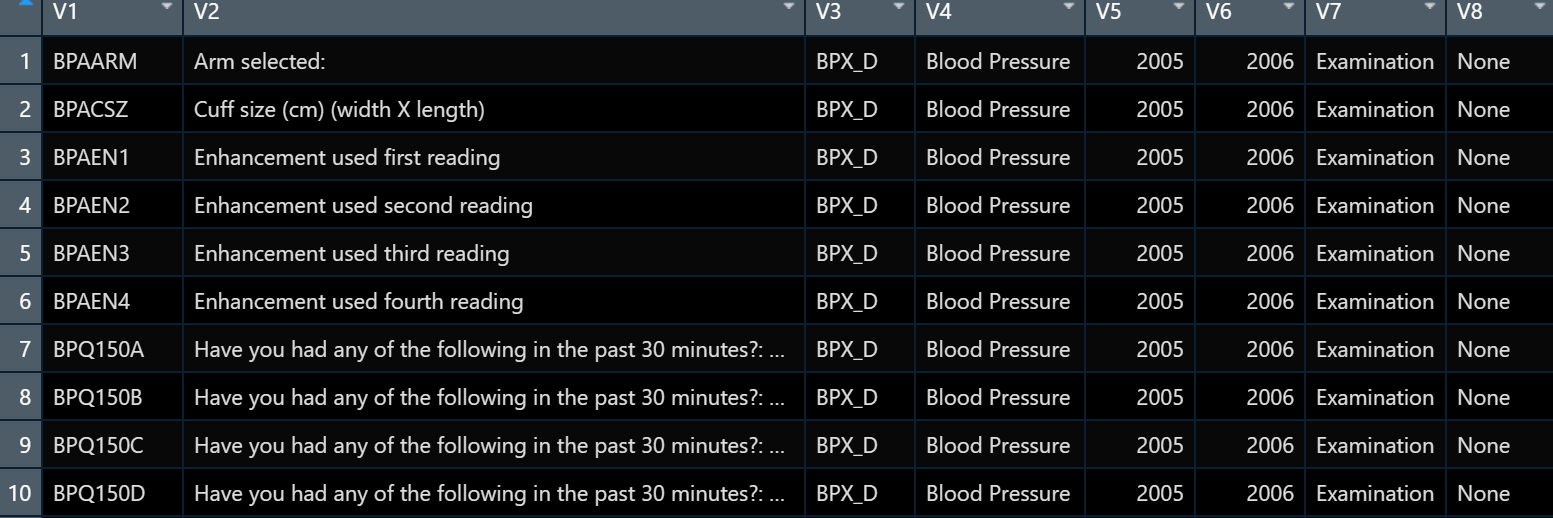 V1 V2 V3 V4 V5 V6 V7 V8
1 BPAARM Arm selected: BPX_D Blood Pressure 2005 2006 Examination None
2 BPACSZ Cuff size (cm) (width X length) BPX_D Blood Pressure 2005 2006 Examination None
3 BPAEN1 Enhancement used first reading BPX_D Blood Pressure 2005 2006 Examination None
4 BPAEN2 Enhancement used second reading BPX_D Blood Pressure 2005 2006 Examination None
5 BPAEN3 Enhancement used third reading BPX_D Blood Pressure 2005 2006 Examination None
6 BPAEN4 Enhancement used fourth reading BPX_D Blood Pressure 2005 2006 Examination None
7 BPQ150A Have you had any of the following in the past 30 minutes?: ... BPX_D Blood Pressure 2005 2006 Examination None
8 BPQ150B Have you had any of the following in the past 30 minutes?: ... BPX_D Blood Pressure 2005 2006 Examination None
9 BPQ150C Have you had any of the following in the past 30 minutes?: ... BPX_D Blood Pressure 2005 2006 Examination None
10 BPQ150D Have you had any of the following in the past 30 minutes?: ... BPX_D Blood Pressure 2005 2006 Examination None